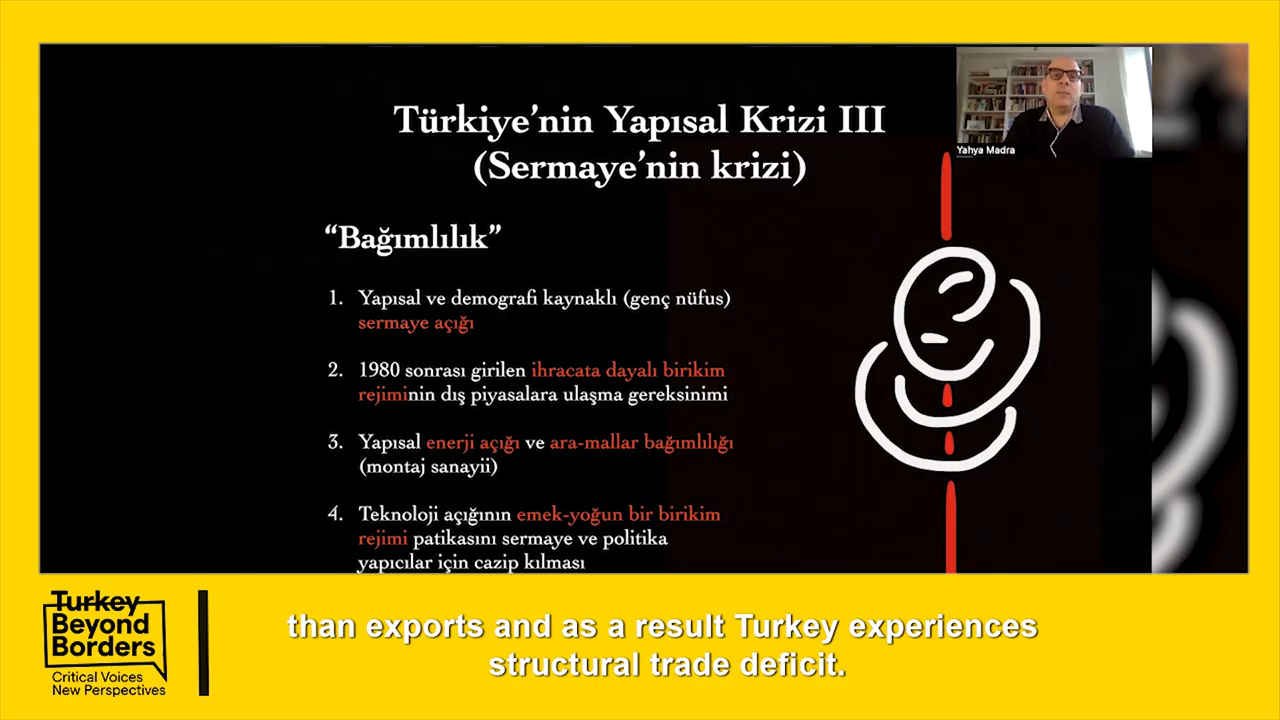 Türkiye’nin Yapısal Krizi III
(Sermaye’nin krizi)
Yahya Madra
“Bağımlılık”
1. Yapısal ve demografi kaynaklı (genç nüfus)
sermaye açığı
2. 1980 sonrası girilen ihracata dayalı birikim
rejiminin dış piyasalara ulaşma gereksinimi
3. Yapısal enerji açığı ve ara-mallar bağımlılığı
(montaj sanayii)
4. Teknoloji açığının emek-yoğun bir birikim
rejimi patikasını sermaye ve politika
yapıcılar için cazip kılması
Turkey
Beyond
Borders
Critical Voices
New Perspectives
than exports and as a result Turkey experiences
structural trade deficit.